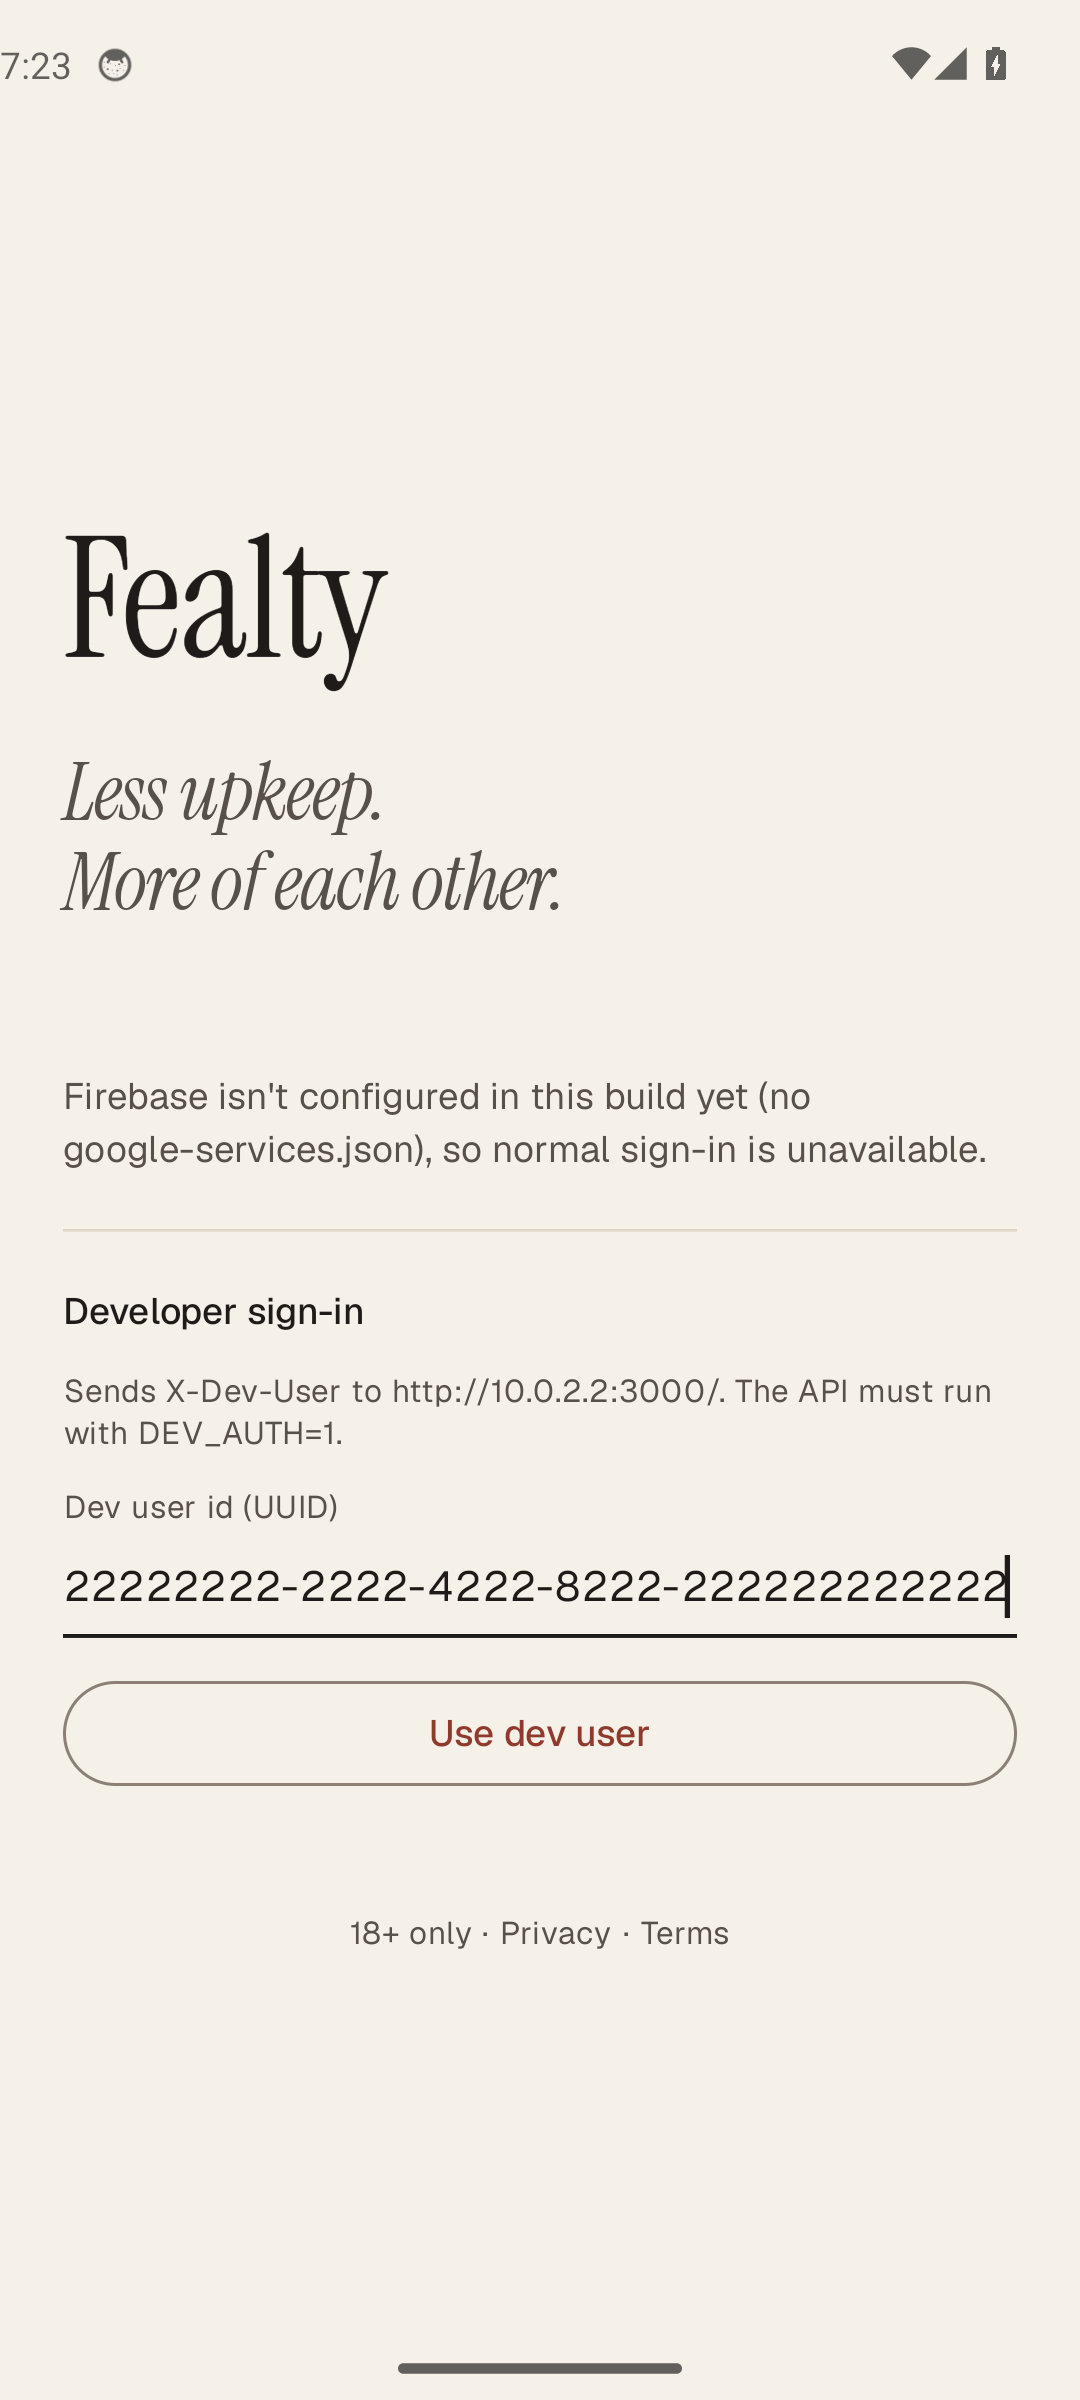 7:23
Fealty
Less upkeep.
More of each other.
Firebase isn't configured in this build yet (no
google-services.json), so normal sign-in is unavailable.
Developer sign-in
Sends X-Dev-User to http://10.0.2.2:3000/. The API must run
with DEV_AUTH=1.
Dev user id (UUID)
22222222-2222-4222-8222-222222222222
Use dev user
18+ only · Privacy · Terms